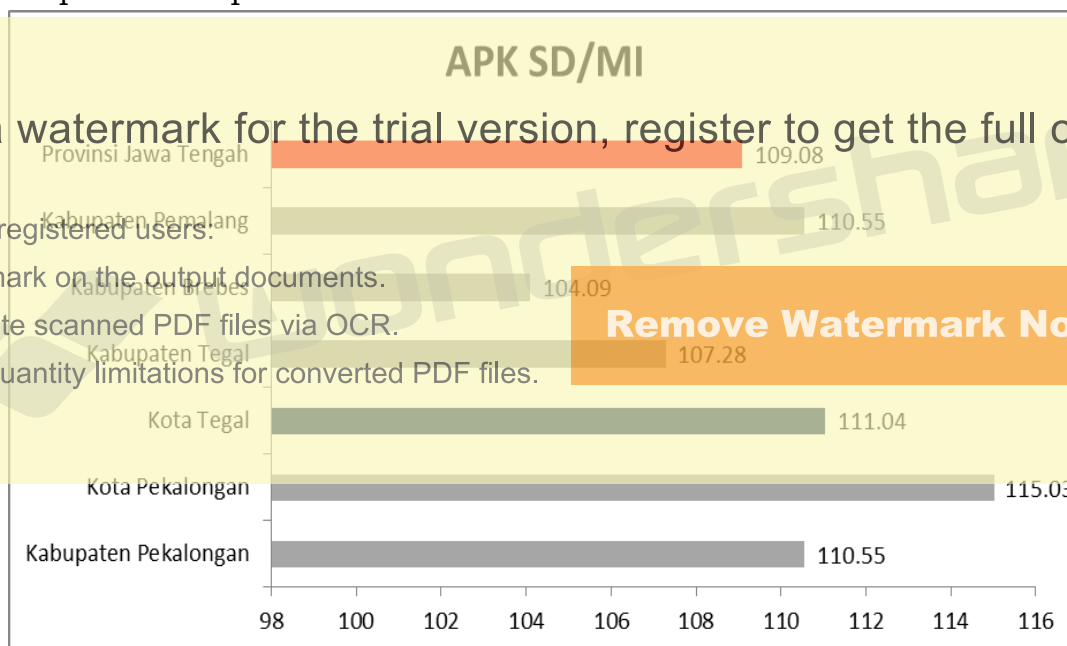 APK SD/MI
a watermark for the trial version, register to get the full
Provinsi Jawa Tengah 109.08
registered users:
Kabupaten Pemalang 110.55
mark on the output documents.
Kabupaten Brebes 104.09
te scanned PDF files via OCR.
Remove Watermark No
Kabupaten Tegal 107.28
uantity limitations for converted PDF files.
Kota Tegal 111.04
Kota Pekalongan 115.03
Kabupaten Pekalongan 110.55
98 100 102 104 106 108 110 112 114 116
wondershar